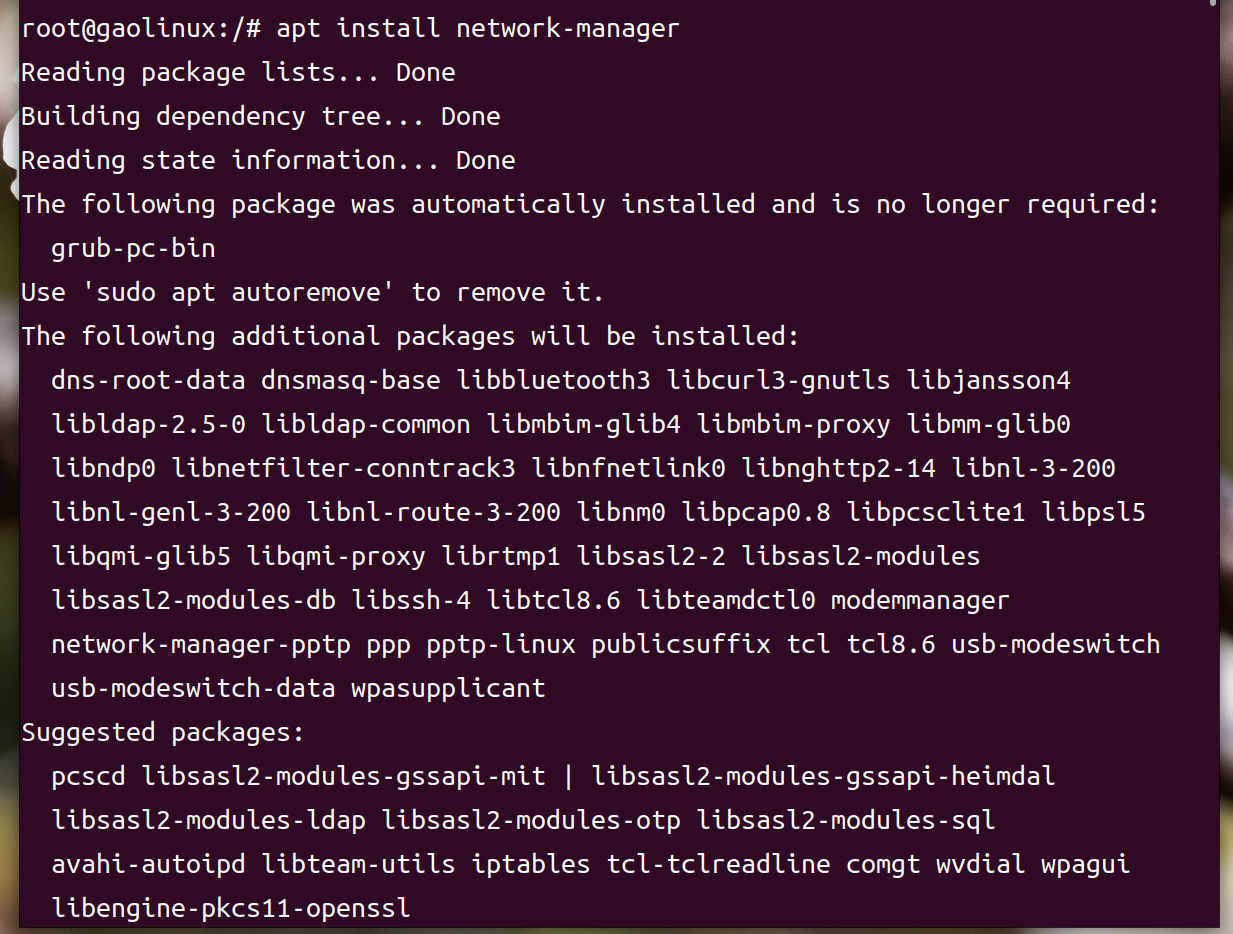 root@gaolinux:/# apt install network-manager
Reading package lists... Done
Building dependency tree... Done
Reading state information... Done
The following package was automatically installed and is no longer required:
  grub-pc-bin
Use 'sudo apt autoremove' to remove it.
The following additional packages will be installed:
  dns-root-data dnsmasq-base libbluetooth3 libcurl3-gnutls libjansson4
  libldap-2.5-0 libldap-common libmbim-glib4 libmbim-proxy libmm-glib0
  libndp0 libnetfilter-conntrack3 libnfnetlink0 libnghttp2-14 libnl-3-200
  libnl-genl-3-200 libnl-route-3-200 libnm0 libpcap0.8 libpcsclite1 libpsl5
  libqmi-glib5 libqmi-proxy librtmp1 libsasl2-2 libsasl2-modules
  libsasl2-modules-db libssh-4 libtcl8.6 libteamdctl0 modemmanager
  network-manager-pptp ppp pptp-linux publicsuffix tcl tcl8.6 usb-modeswitch
  usb-modeswitch-data wpasupplicant
Suggested packages:
  pcscd libsasl2-modules-gssapi-mit | libsasl2-modules-gssapi-heimdal
  libsasl2-modules-ldap libsasl2-modules-otp libsasl2-modules-sql
  avahi-autoipd libteam-utils iptables tcl-tclreadline comgt wvdial wpagui
  libengine-pkcs11-openssl